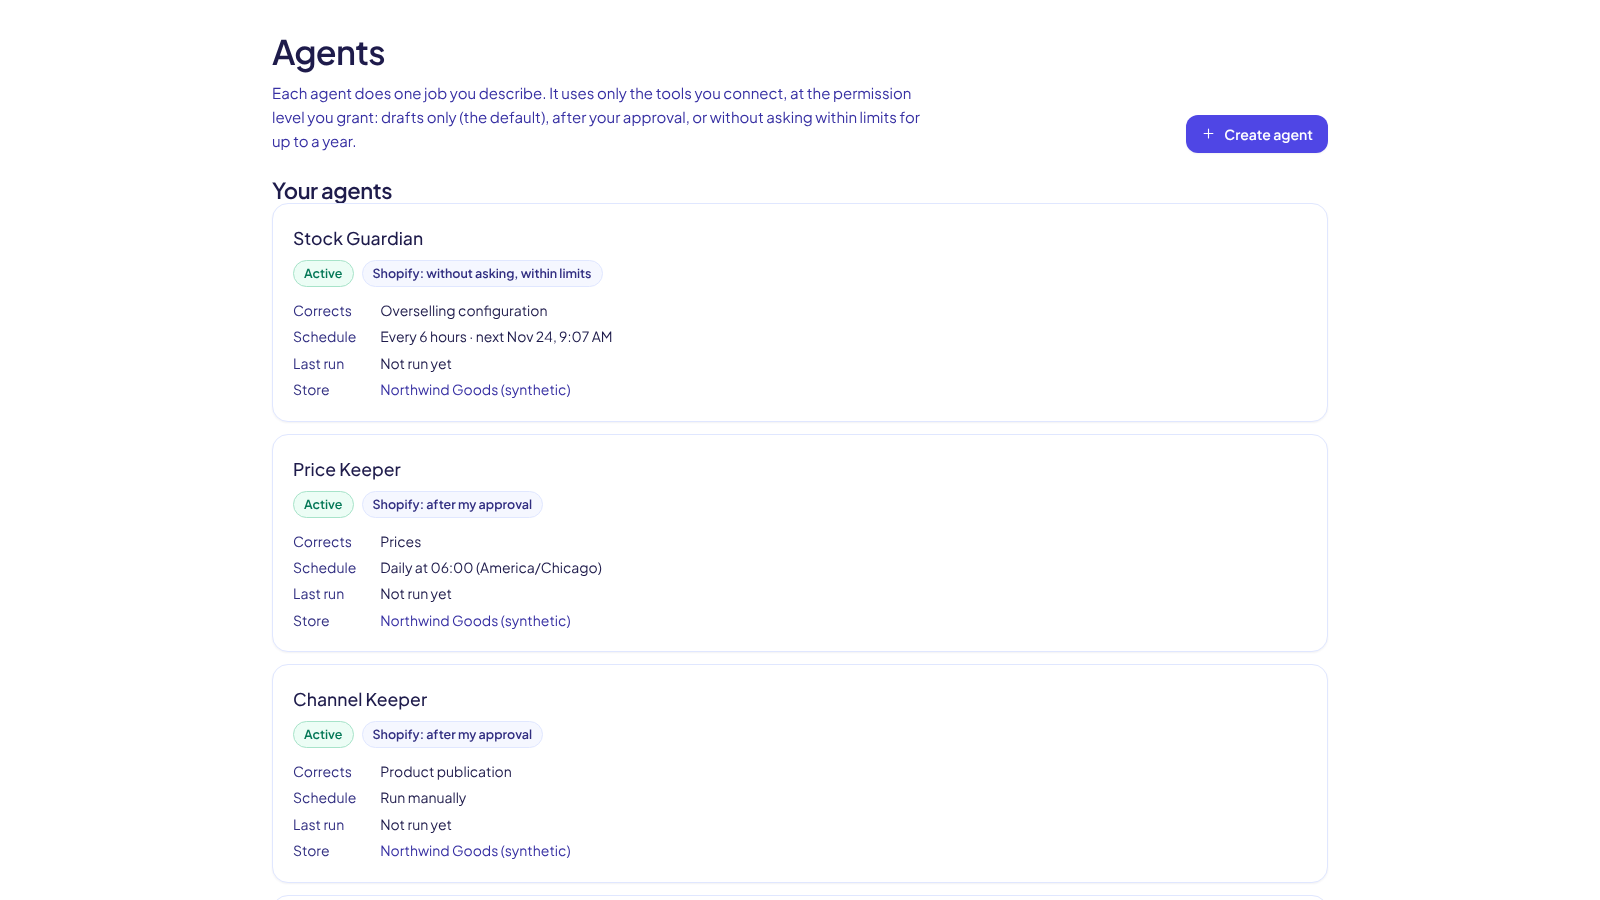 Agents
Each agent does one job you describe. It uses only the tools you connect, at the permission
level you grant: drafts only (the default), after your approval, or without asking within limits for
up to a year.
+ Create agent
Your agents
Stock Guardian
Active
Shopify: without asking, within limits
Corrects Overselling configuration
Schedule Every 6 hours · next Nov 24, 9:07 AM
Last run Not run yet
Store Northwind Goods (synthetic)
Price Keeper
Active
Shopify: after my approval
Corrects Prices
Schedule Daily at 06:00 (America/Chicago)
Last run Not run yet
Store Northwind Goods (synthetic)
Channel Keeper
Active
Shopify: after my approval
Corrects Product publication
Schedule Run manually
Last run Not run yet
Store Northwind Goods (synthetic)